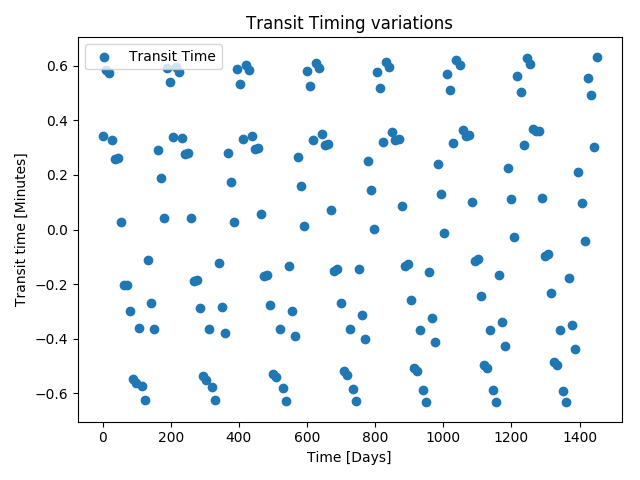 Transit Timing variations
Transit Time
Transit time [Minutes]
0.6
0.4
0.2
0.0
−0.2
−0.4
−0.6
0 200 400 600 800 1000 1200 1400
Time [Days]